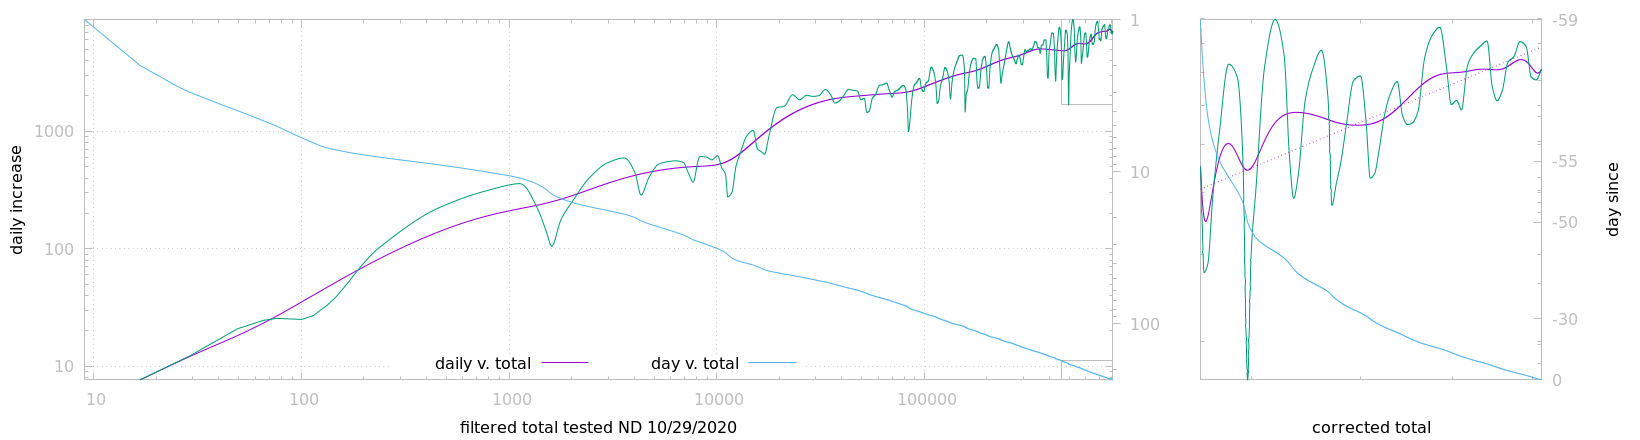 daily increase
1000
100
10
10
100
1000
10000
100000
1
10
100
daily v. total
day v. total
filtered total tested ND 10/29/2020
-59
-55
-50
-30
0
day since
corrected total